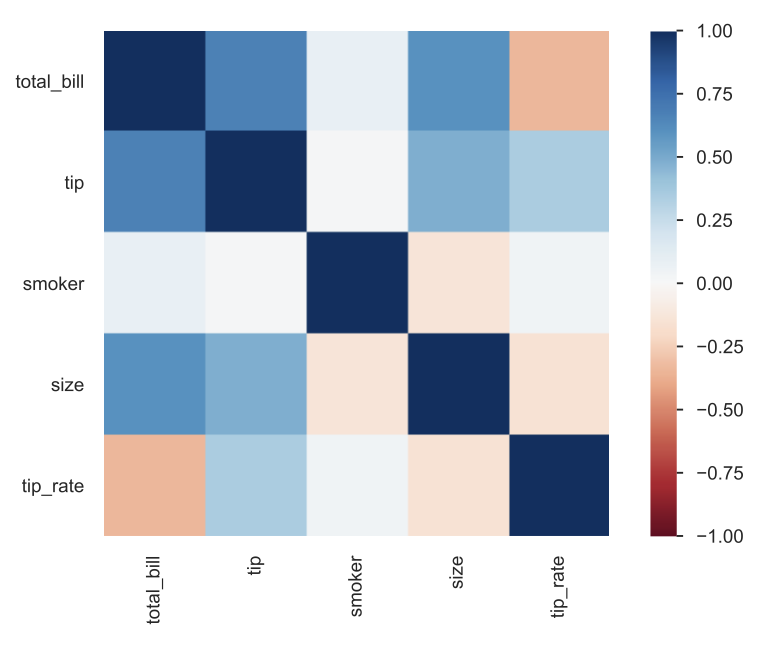 total_bill
tip
smoker
size
tip_rate
total_bill
tip
smoker
size
tip_rate
1.00
0.75
0.50
0.25
0.00
−0.25
−0.50
−0.75
−1.00